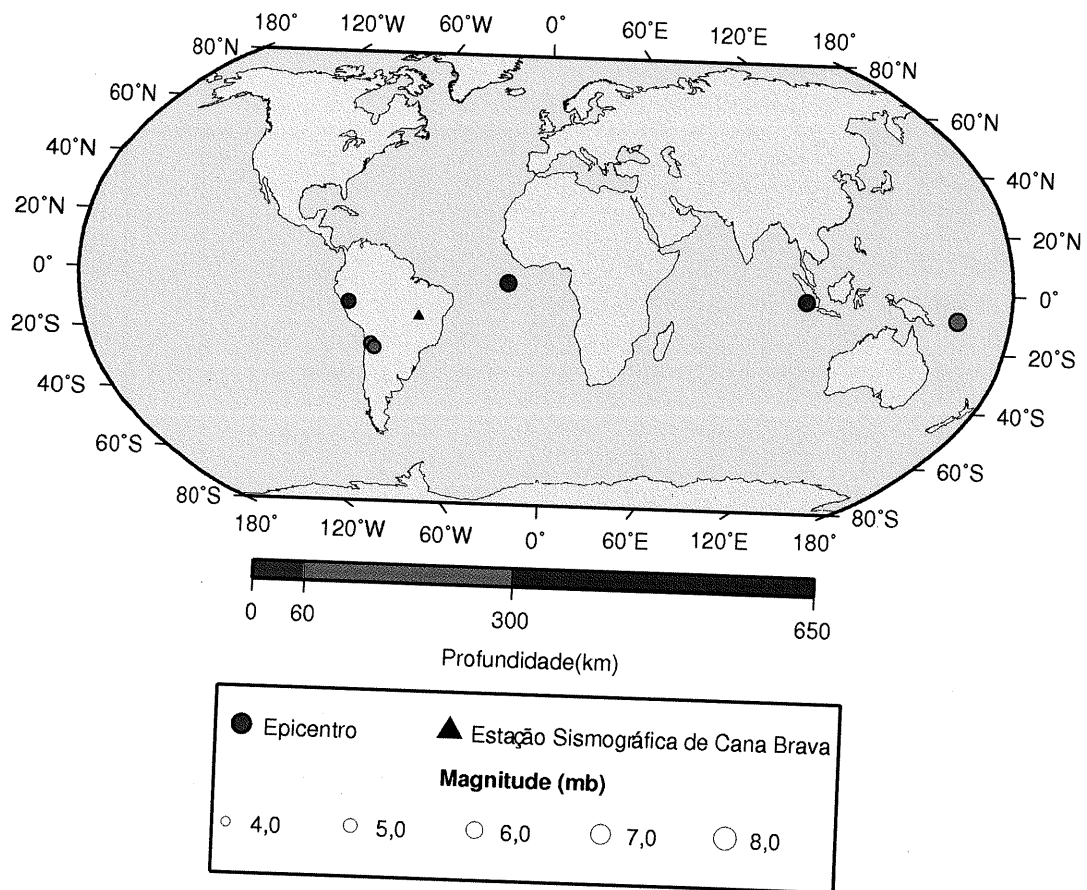 180° 120°W 60°W 0° 60°E 120°E 180°
80°N 80°N
60°N 60°N
40°N 40°N
20°N 20°N
0° 0°
20°S 20°S
40°S 40°S
60°S 60°S
80°S 80°S
180° 120°W 60°W 0° 60°E 120°E 180°
0 60 300 650
Profundidade(km)
Epicentro Estação Sismográfica de Cana Brava
Magnitude (mb)
4,0 5,0 6,0 7,0 8,0